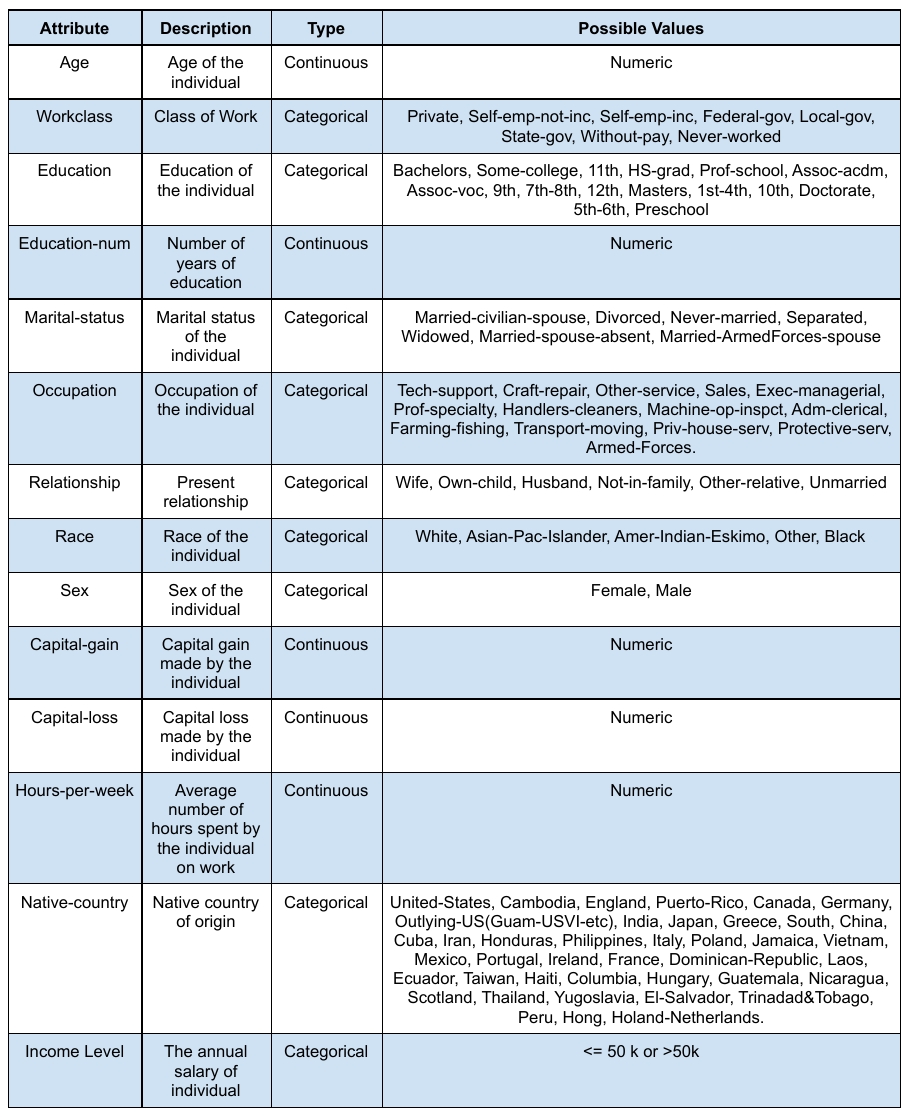 Attribute Description Type Possible Values
Age Age of the Continuous Numeric
individual
Workclass Class of Work Categorical Private, Self-emp-not-inc, Self-emp-inc, Federal-gov, Local-gov,
State-gov, Without-pay, Never-worked
Education Education of Categorical Bachelors, Some-college, 11th, HS-grad, Prof-school, Assoc-acdm,
the individual Assoc-voc, 9th, 7th-8th, 12th, Masters, 1st-4th, 10th, Doctorate,
5th-6th, Preschool
Education-num Number of Continuous Numeric
years of
education
Marital-status Marital status Categorical Married-civilian-spouse, Divorced, Never-married, Separated,
of the Widowed, Married-spouse-absent, Married-ArmedForces-spouse
individual
Occupation Occupation of Categorical Tech-support, Craft-repair, Other-service, Sales, Exec-managerial,
the individual Prof-specialty, Handlers-cleaners, Machine-op-inspct, Adm-clerical,
Farming-fishing, Transport-moving, Priv-house-serv, Protective-serv,
Armed-Forces.
Relationship Present Categorical Wife, Own-child, Husband, Not-in-family, Other-relative, Unmarried
relationship
Race Race of the Categorical White, Asian-Pac-Islander, Amer-Indian-Eskimo, Other, Black
individual
Sex Sex of the Categorical Female, Male
individual
Capital-gain Capital gain Continuous Numeric
made by the
individual
Capital-loss Capital loss Continuous Numeric
made by the
individual
Hours-per-week Average Continuous Numeric
number of
hours spent by
the individual
on work
Native-country Native country Categorical United-States, Cambodia, England, Puerto-Rico, Canada, Germany,
of origin Outlying-US(Guam-USVI-etc), India, Japan, Greece, South, China,
Cuba, Iran, Honduras, Philippines, Italy, Poland, Jamaica, Vietnam,
Mexico, Portugal, Ireland, France, Dominican-Republic, Laos,
Ecuador, Taiwan, Haiti, Columbia, Hungary, Guatemala, Nicaragua,
Scotland, Thailand, Yugoslavia, El-Salvador, Trinadad&Tobago,
Peru, Hong, Holand-Netherlands.
Income Level The annual Categorical <= 50 k or >50k
salary of
individual